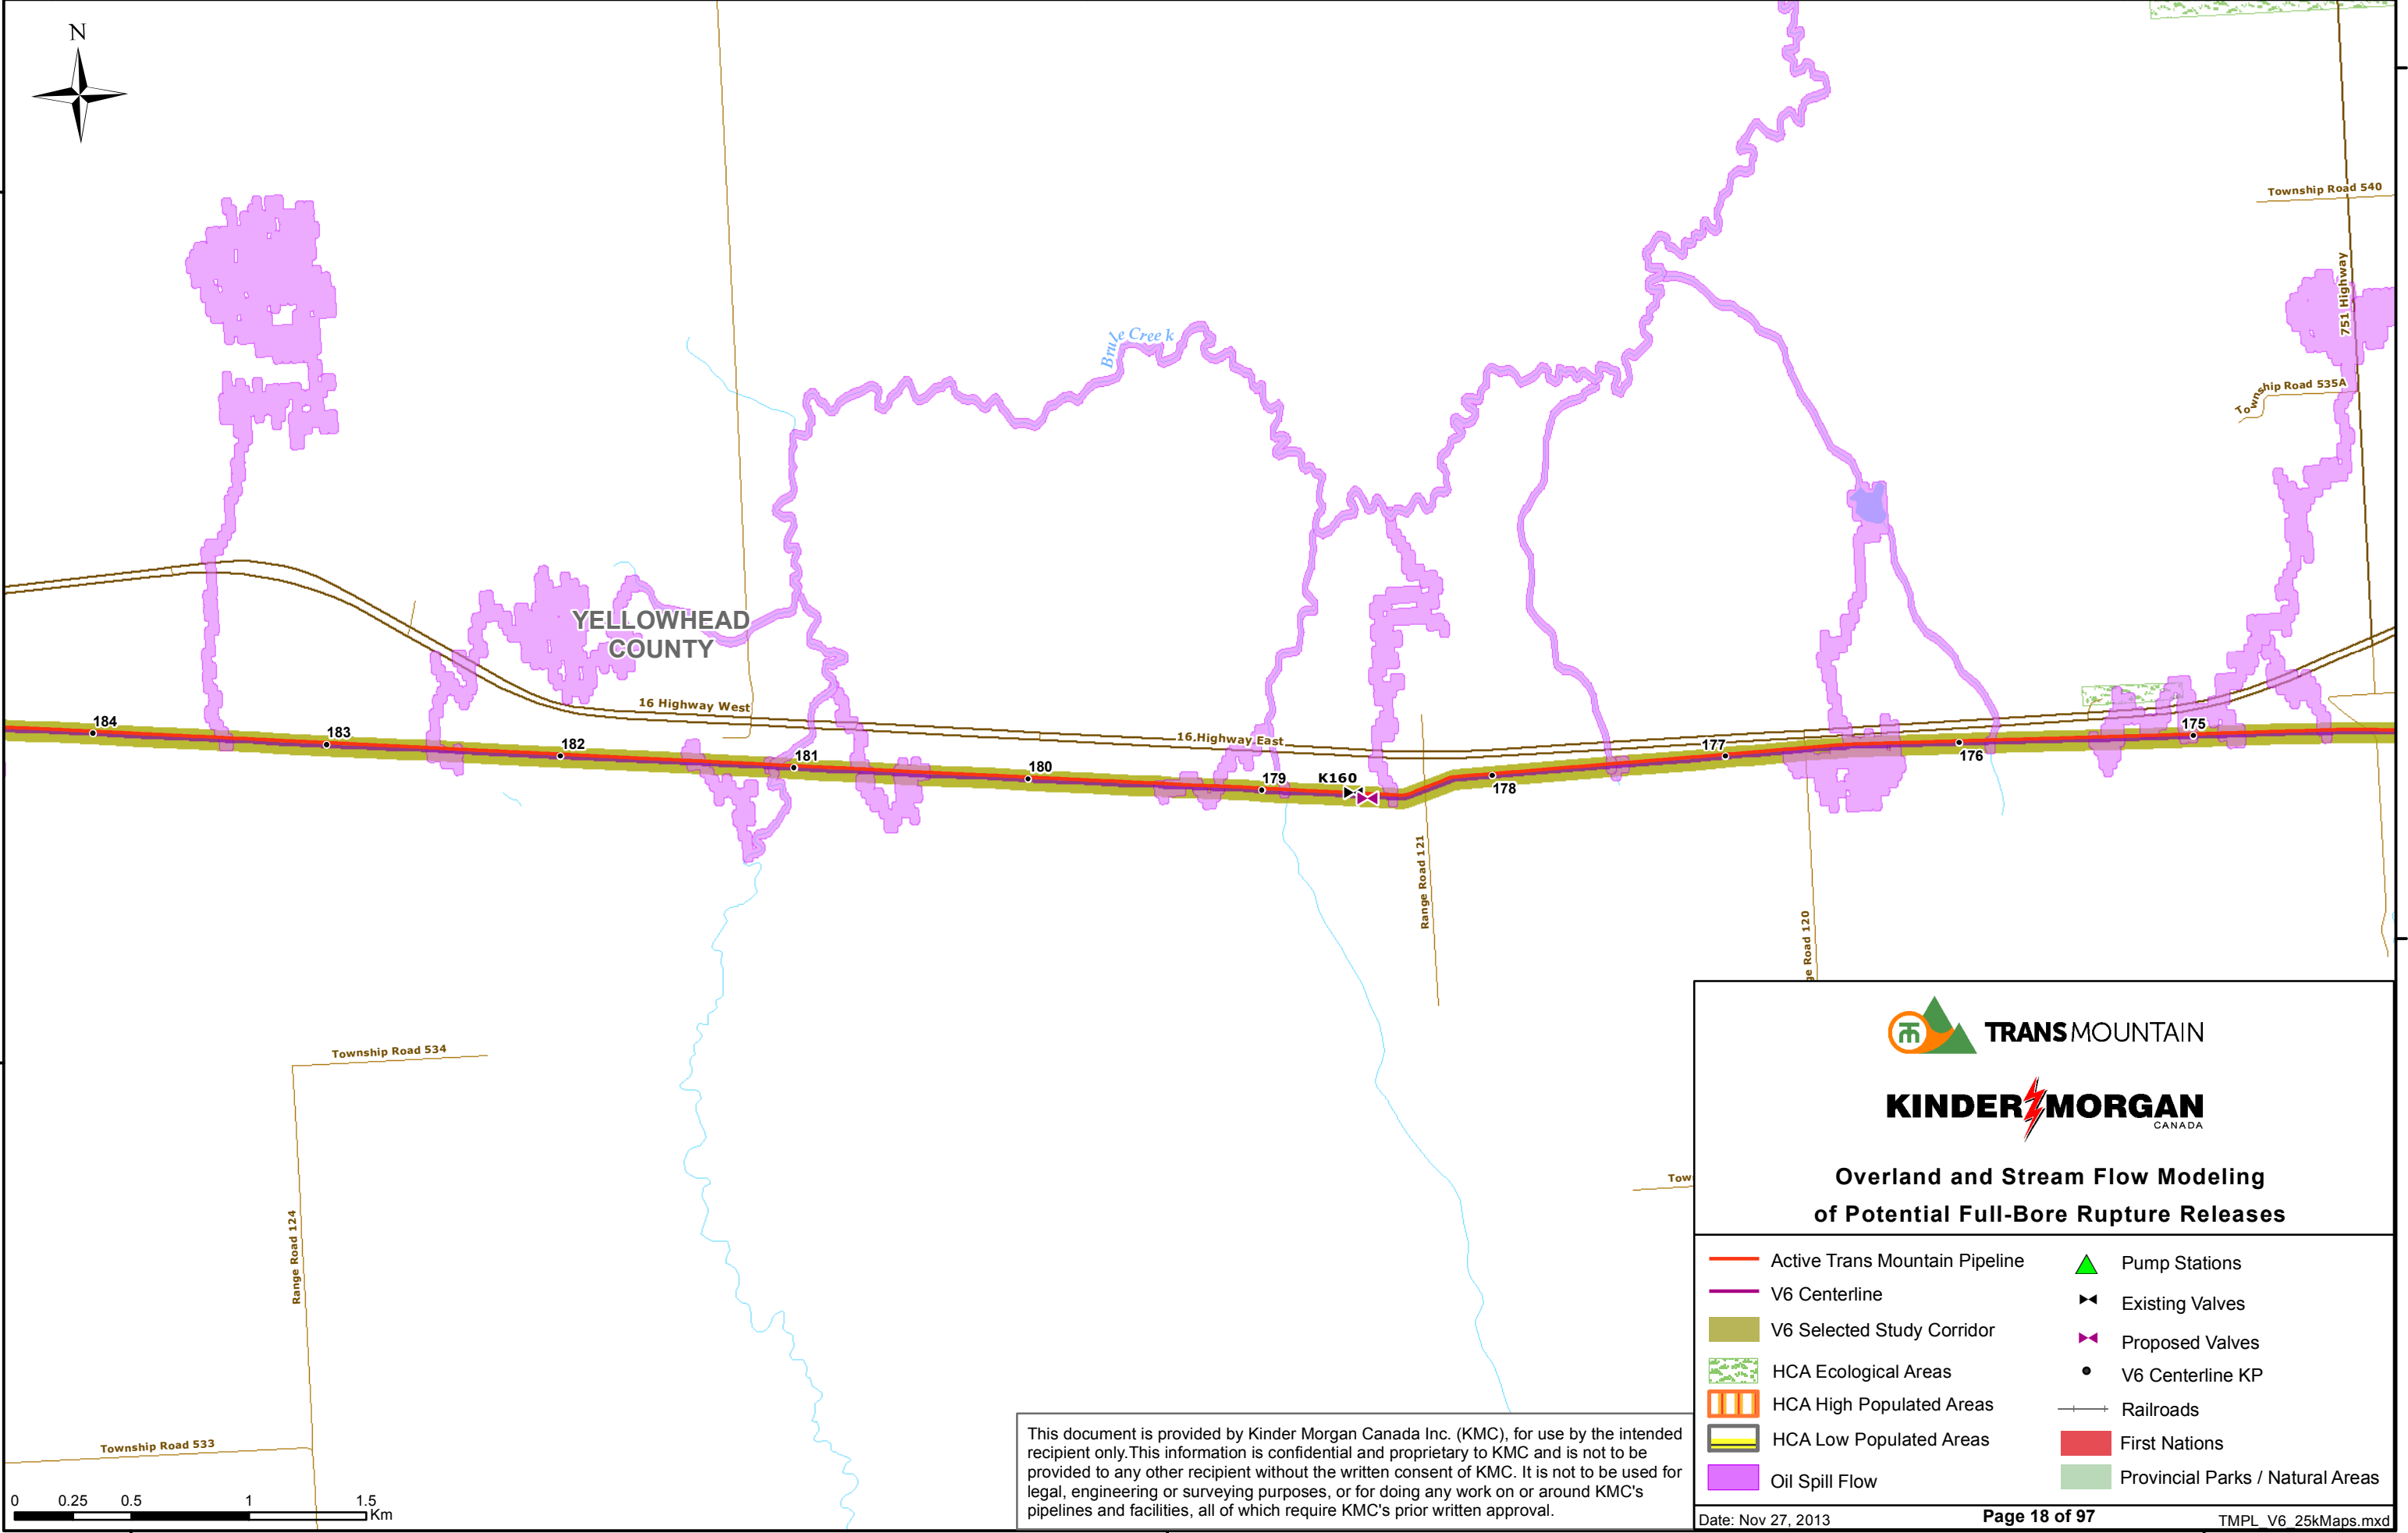 N
Township Road 540
751 Highway
Township Road 535A
Brule Creek
YELLOWHEAD
COUNTY
16 Highway West
16 Highway East
184
183
182
181
180
179
K160
178
177
176
175
Range Road 121
ge Road 120
Township Road 534
Range Road 124
Township Road 533
Tow
0 0.25 0.5 1 1.5
Km
This document is provided by Kinder Morgan Canada Inc. (KMC), for use by the intended
recipient only.This information is confidential and proprietary to KMC and is not to be
provided to any other recipient without the written consent of KMC. It is not to be used for
legal, engineering or surveying purposes, or for doing any work on or around KMC's
pipelines and facilities, all of which require KMC's prior written approval.
TRANSMOUNTAIN
KINDER MORGAN
CANADA
Overland and Stream Flow Modeling
of Potential Full-Bore Rupture Releases
Active Trans Mountain Pipeline
V6 Centerline
V6 Selected Study Corridor
HCA Ecological Areas
HCA High Populated Areas
HCA Low Populated Areas
Oil Spill Flow
Pump Stations
Existing Valves
Proposed Valves
V6 Centerline KP
Railroads
First Nations
Provincial Parks / Natural Areas
Date: Nov 27, 2013
Page 18 of 97
TMPL_V6_25kMaps.mxd